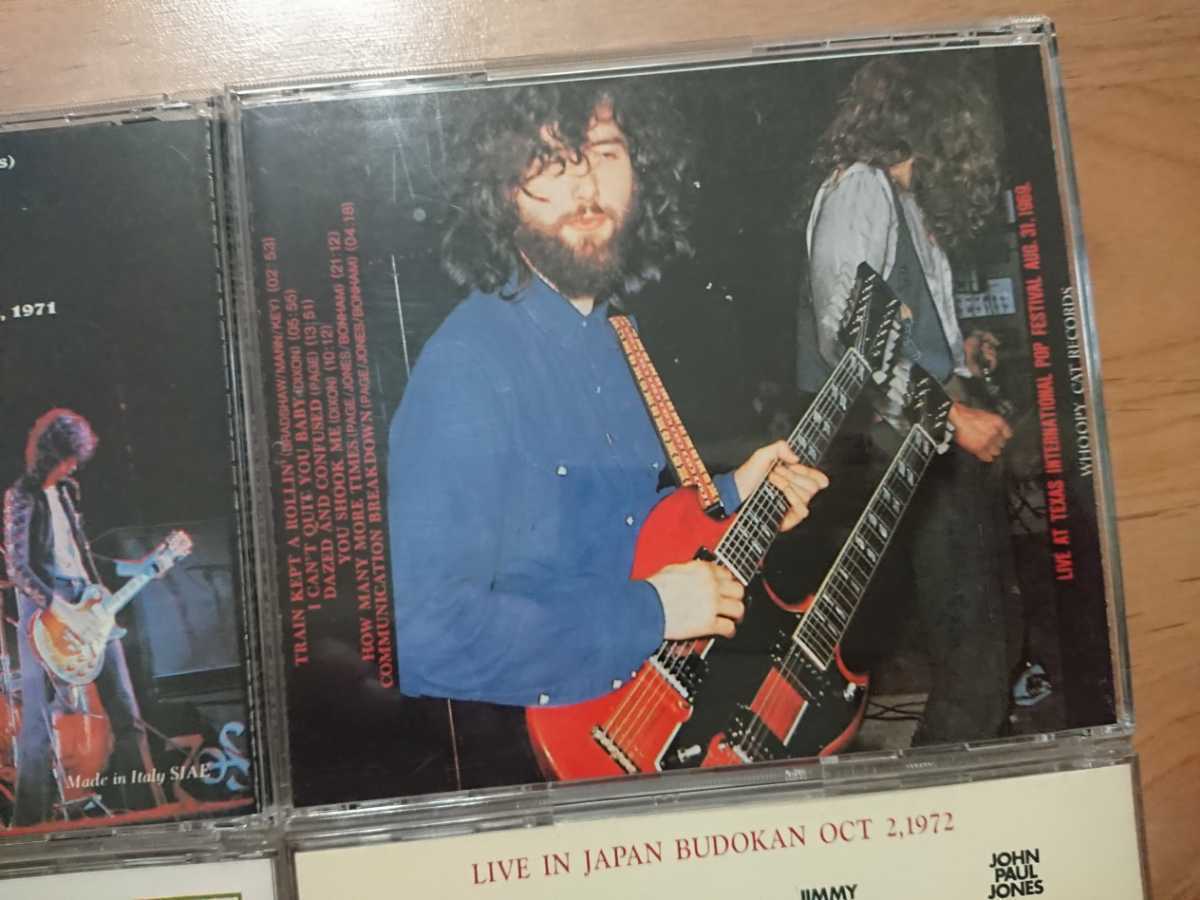 s)
, 1971
Made in Italy SIAE
TRAIN KEPT A ROLLIN' (BRADSHAW/MANN/KEY) (02 53)
I CAN'T QUIT YOU BABY (DIXON) (05:56)
DAZED AND CONFUSED (PAGE) (13:51)
YOU SHOOK ME (DIXON) (10:12)
HOW MANY MORE TIMES (PAGE/JONES/BONHAM) (21:12)
COMMUNICATION BREAKDOWN (PAGE/JONES/BONHAM) (04.18)
LIVE AT TEXAS INTERNATIONAL POP FESTIVAL AUG. 31, 1969.
WHOOPY CAT RECORDS
LIVE IN JAPAN BUDOKAN OCT 2,1972
JIMMY
JOHN
PAUL
JONES